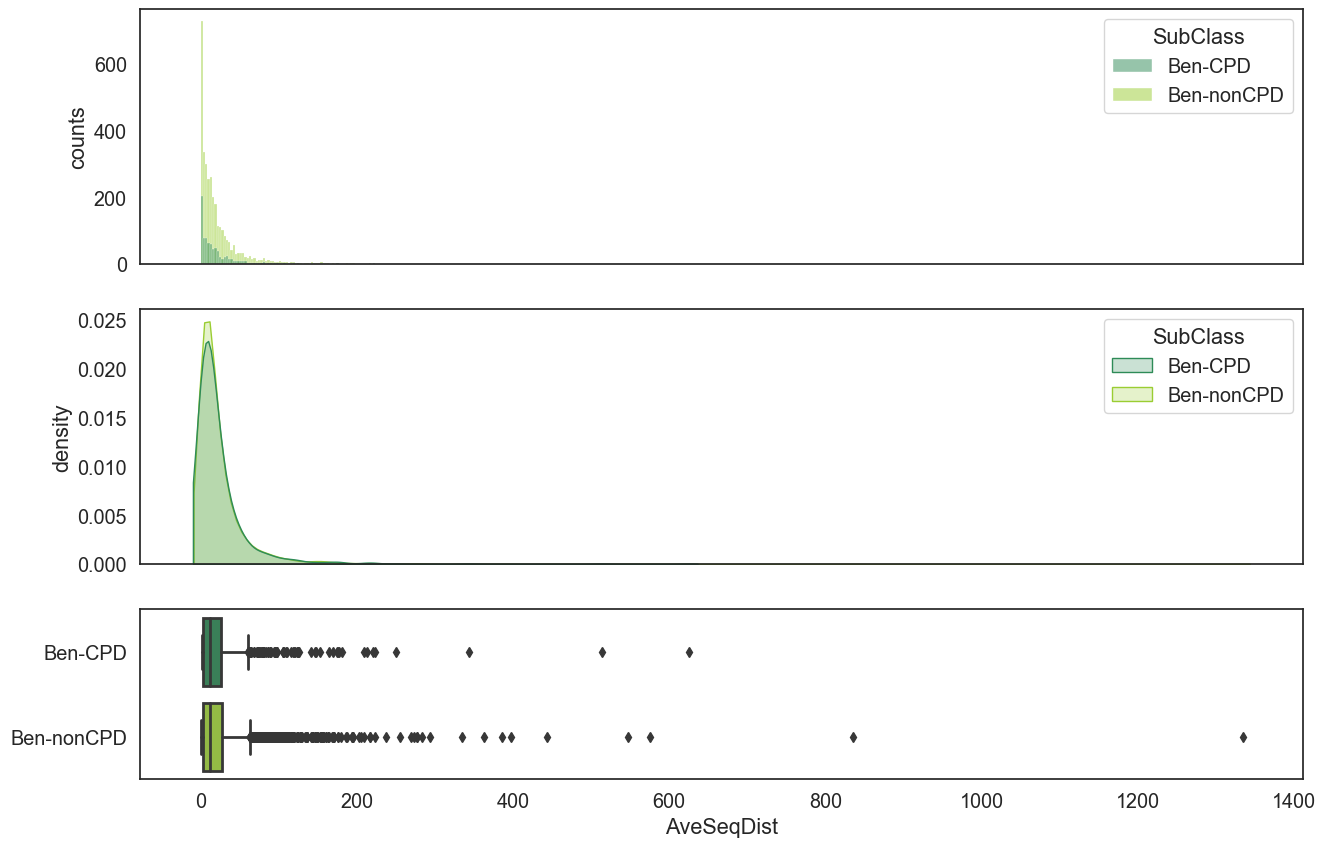 SubClass
Ben-CPD
Ben-nonCPD
counts
600
400
200
0
SubClass
Ben-CPD
Ben-nonCPD
density
0.025
0.020
0.015
0.010
0.005
0.000
Ben-CPD
Ben-nonCPD
0 200 400 600 800 1000 1200 1400
AveSeqDist